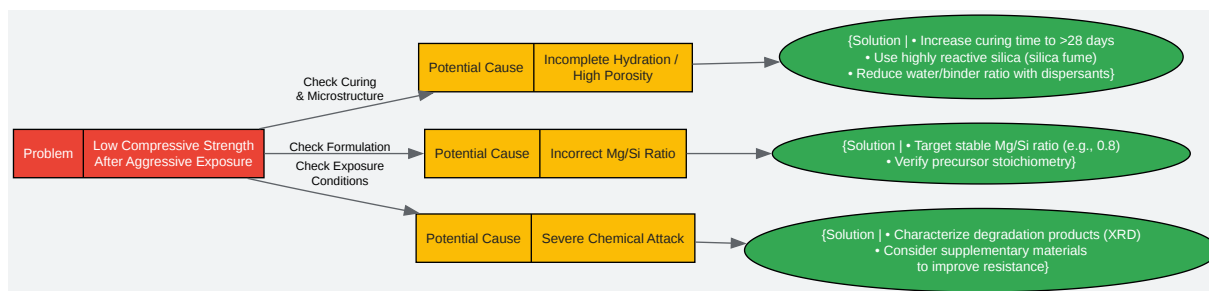 Problem
Low Compressive Strength
After Aggressive Exposure
Check Curing
& Microstructure
Potential Cause
Incomplete Hydration /
High Porosity
{Solution | • Increase curing time to >28 days
• Use highly reactive silica (silica fume)
• Reduce water/binder ratio with dispersants}
Check Formulation
Potential Cause
Incorrect Mg/Si Ratio
{Solution | • Target stable Mg/Si ratio (e.g., 0.8)
• Verify precursor stoichiometry}
Check Exposure
Conditions
Potential Cause
Severe Chemical Attack
{Solution | • Characterize degradation products (XRD)
• Consider supplementary materials
to improve resistance}